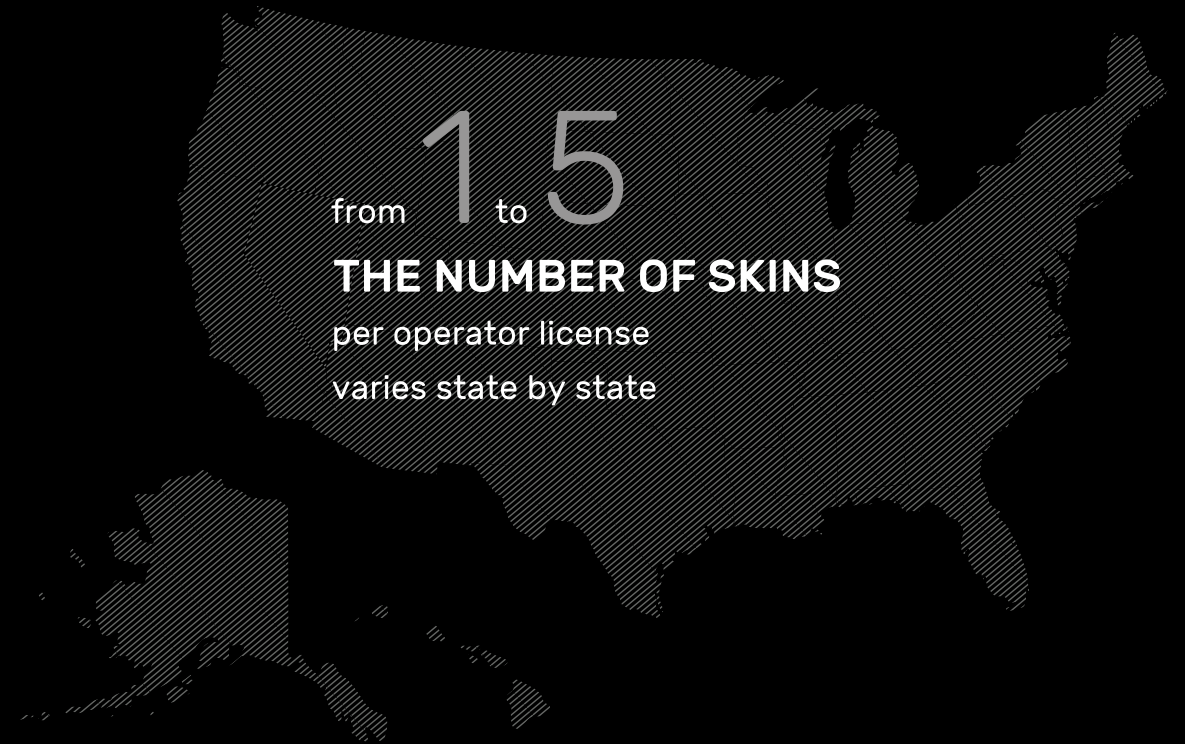 from 1 to 5
THE NUMBER OF SKINS
per operator license
varies state by state